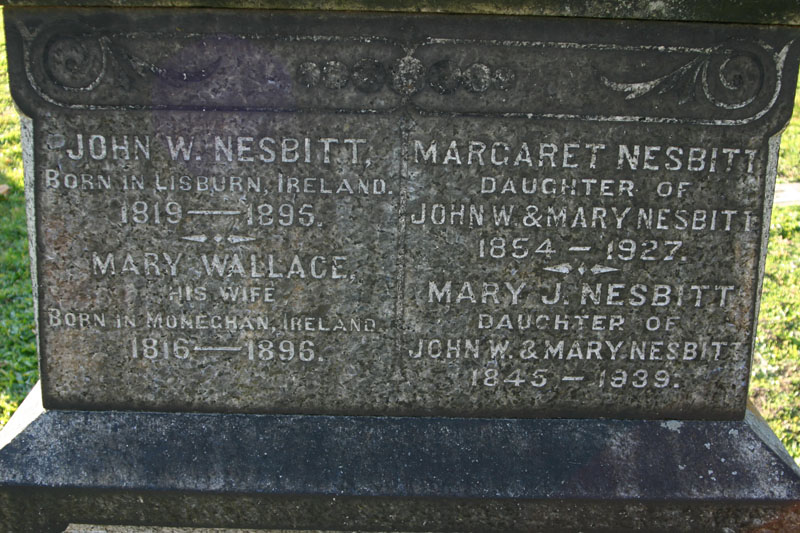 JOHN W. NESBITT,
BORN IN LISBURN, IRELAND.
1819—1895.
MARY WALLACE,
HIS WIFE
BORN IN MONEGHAN, IRELAND.
1816—1896.
MARGARET NESBITT
DAUGHTER OF
JOHN W. & MARY NESBITT
1854—1927.
MARY J. NESBITT
DAUGHTER OF
JOHN W. & MARY NESBITT
1845—1939.